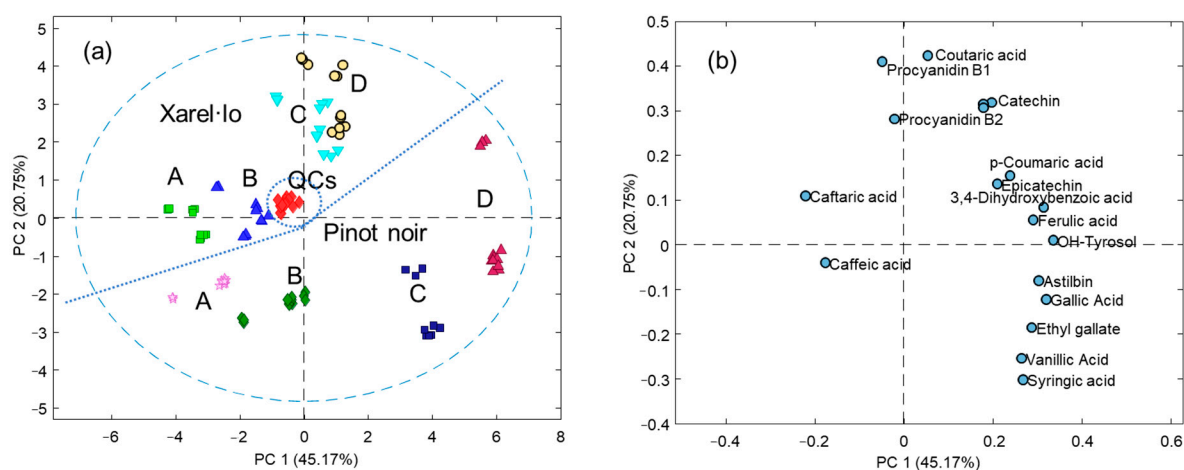 (a)
Xarel·lo
A
B
C
D
QCs
Pinot noir
A
B
C
D
5
4
3
2
1
0
−1
−2
−3
−4
−5
PC 2 (20.75%)
−6
−4
−2
0
2
4
6
8
PC 1 (45.17%)
(b)
Coutaric acid
Procyanidin B1
Catechin
Procyanidin B2
p-Coumaric acid
Epicatechin
Caftaric acid
3,4-Dihydroxybenzoic acid
Ferulic acid
OH-Tyrosol
Caffeic acid
Astilbin
Gallic Acid
Ethyl gallate
Vanillic Acid
Syringic acid
0.5
0.4
0.3
0.2
0.1
0
−0.1
−0.2
−0.3
−0.4
PC 2 (20.75%)
−0.4
−0.2
0
0.2
0.4
0.6
PC 1 (45.17%)